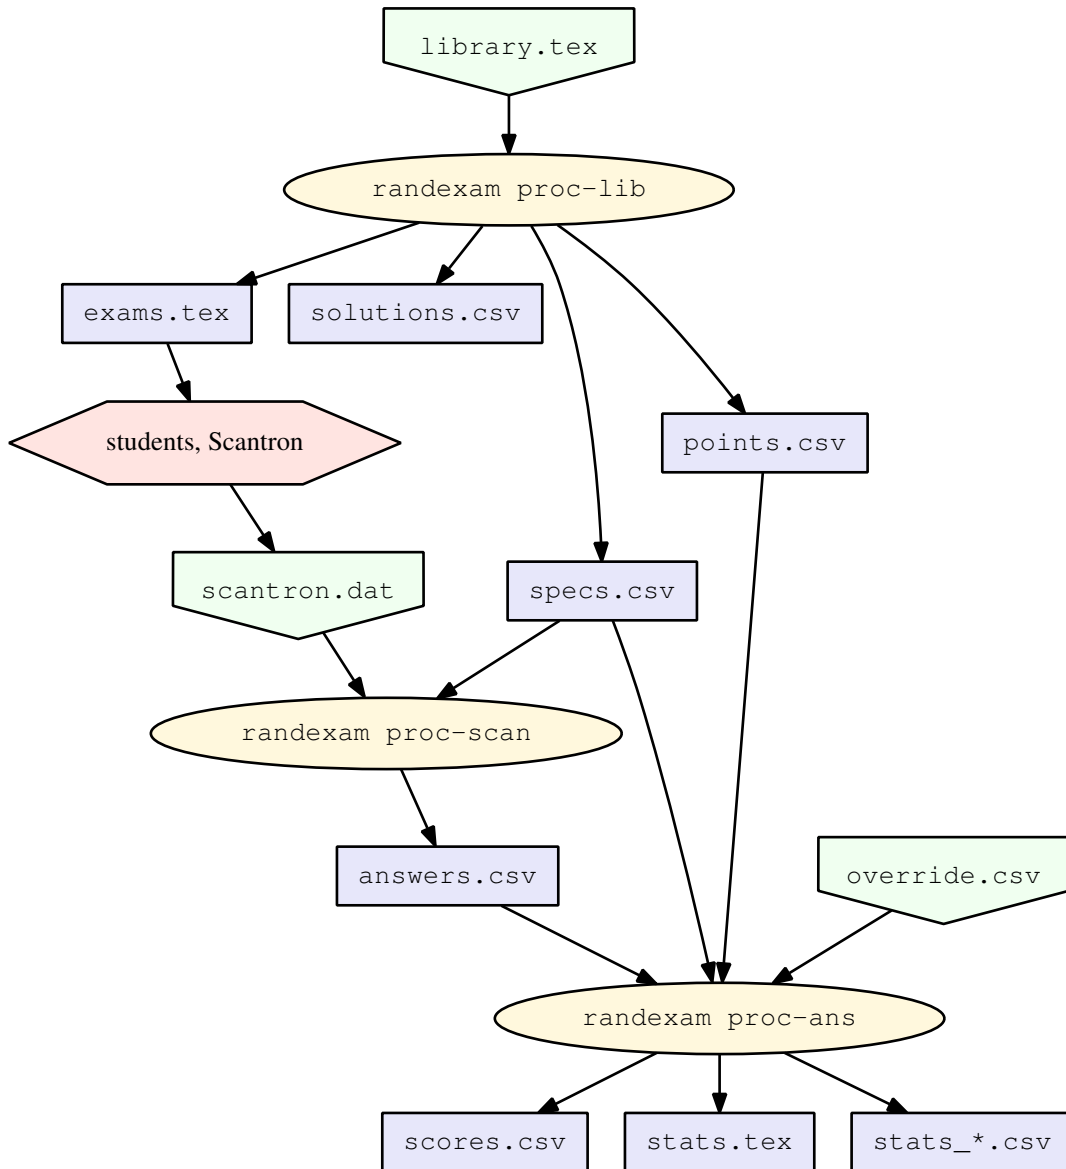 library.tex
randexam proc-lib
exams.tex
solutions.csv
students, Scantron
points.csv
scantron.dat
specs.csv
randexam proc-scan
answers.csv
override.csv
randexam proc-ans
scores.csv
stats.tex
stats_*.csv